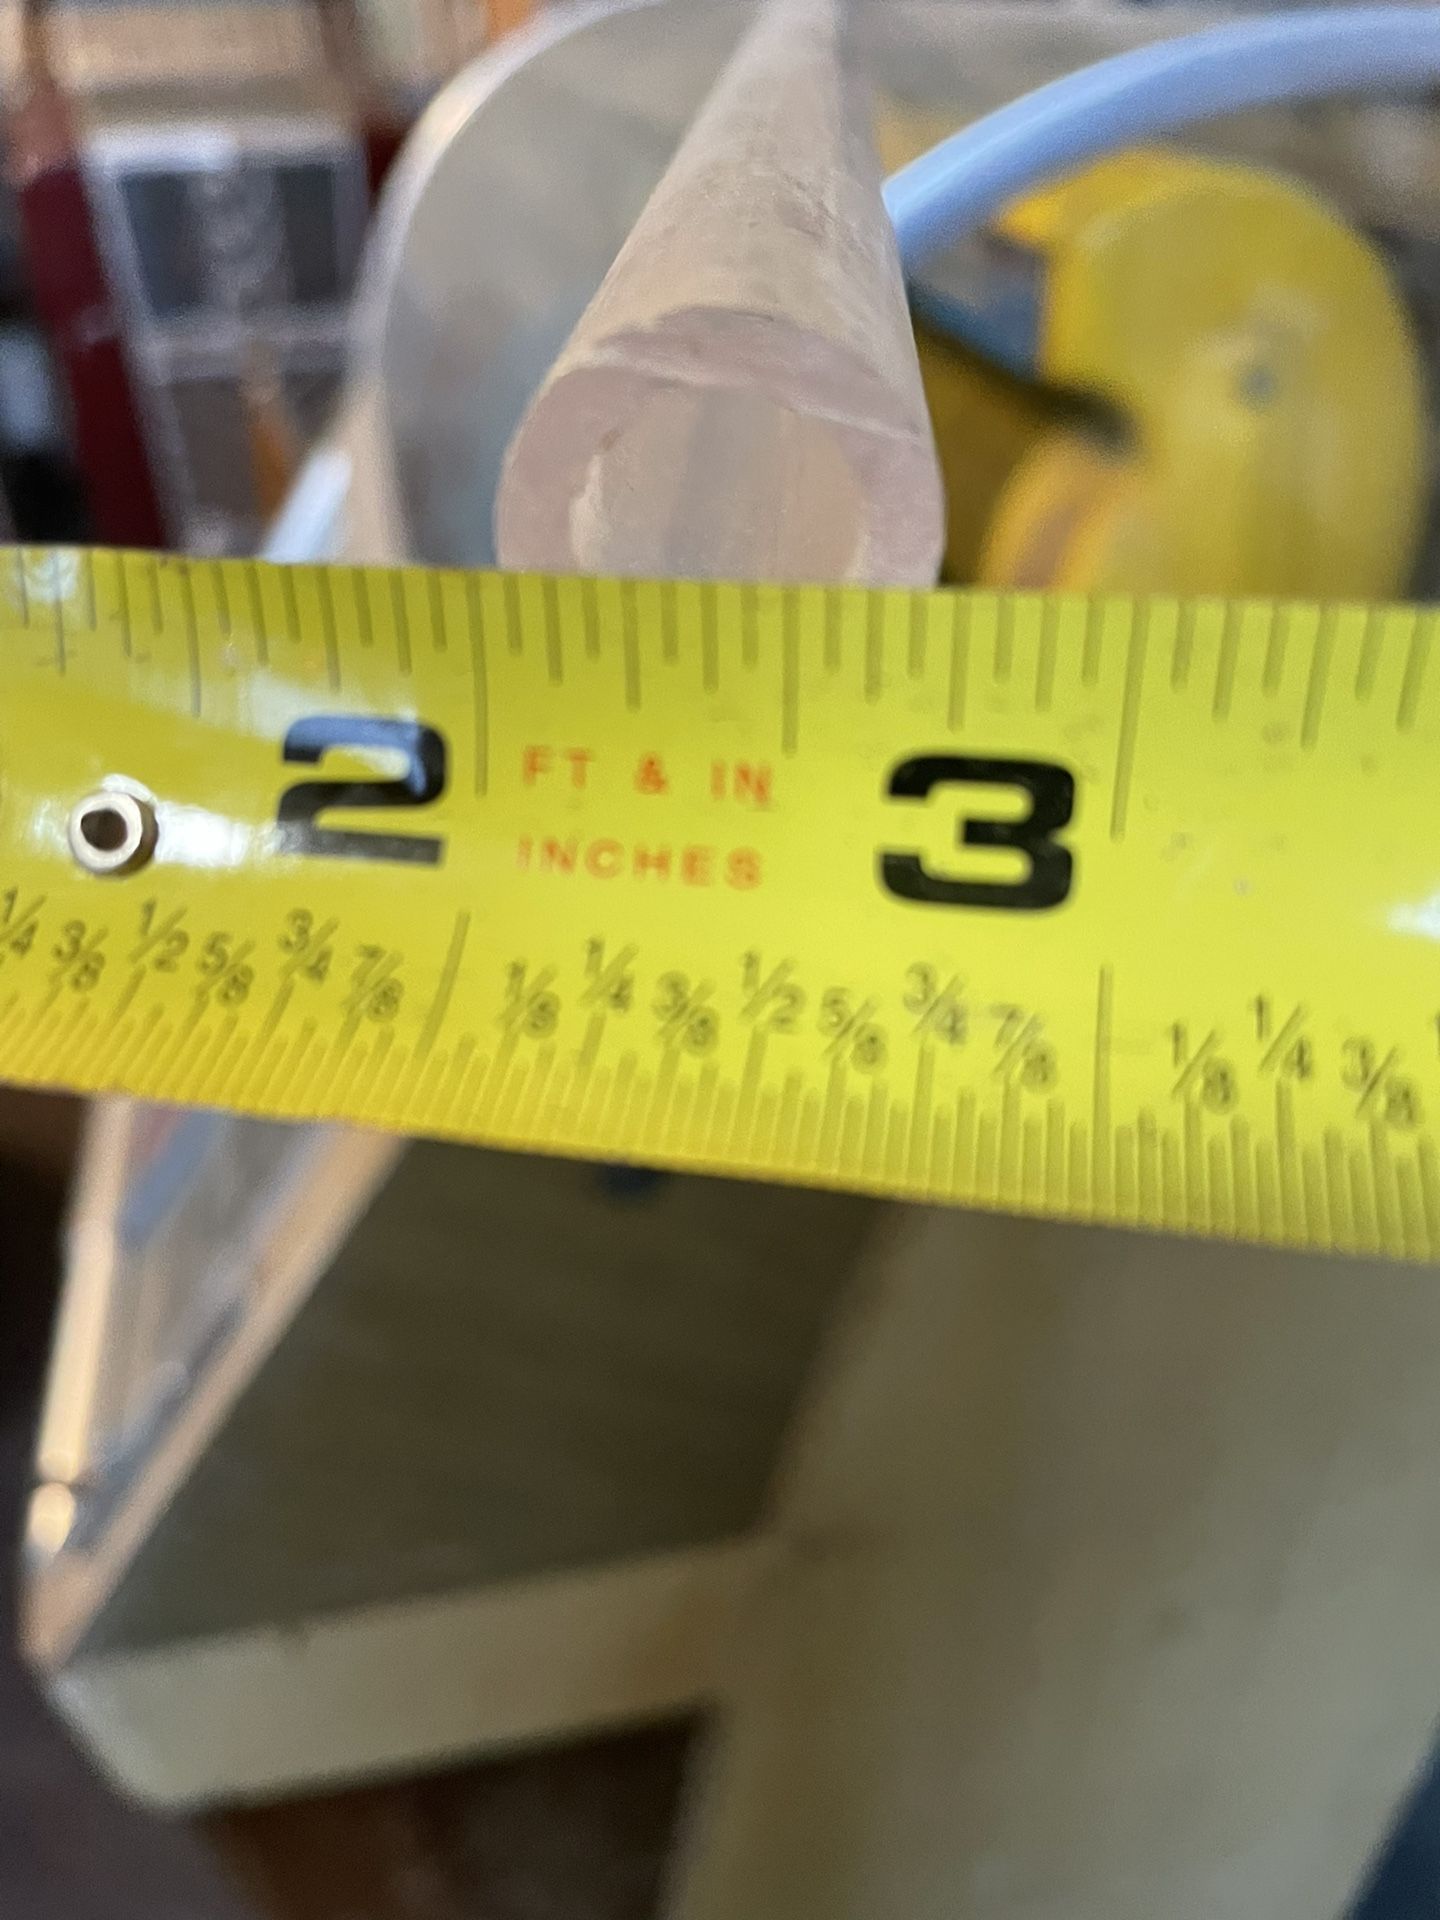 2 FT & IN 3
INCHES
1/4 3/8 1/2 5/8 3/4 7/8 1/8 1/4 3/8 1/2 5/8 3/4 7/8 1/8 1/4 3/8